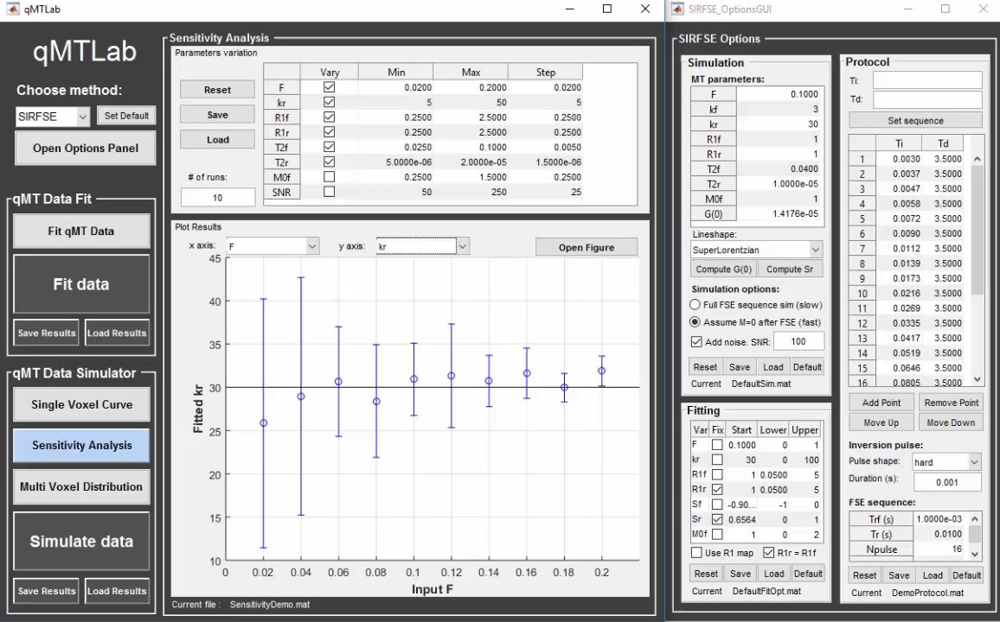 qMTLab
SIRFSE_OptionsGUI
qMTLab
Choose method:
SIRFSE
Set Default
Open Options Panel
qMT Data Fit
Fit qMT Data
Fit data
Save Results
Load Results
qMT Data Simulator
Single Voxel Curve
Sensitivity Analysis
Multi Voxel Distribution
Simulate data
Save Results
Load Results
Sensitivity Analysis
Parameters variation
Reset
Save
Load
# of runs:
10
Vary Min Max Step
F 0.0200 0.2000 0.0200
kr 5 50 5
R1f 0.2500 2.5000 0.2500
R1r 0.2500 2.5000 0.2500
T2f 0.0250 0.1000 0.0050
T2r 5.0000e-06 2.0000e-05 1.5000e-06
M0f 0.2500 1.5000 0.2500
SNR 50 250 25
Plot Results
x axis: F
y axis: kr
Open Figure
45
40
35
30
25
20
15
10
Fitted kr
0 0.02 0.04 0.06 0.08 0.1 0.12 0.14 0.16 0.18 0.2
Input F
Current file : SensitivityDemo.mat
SIRFSE Options
Simulation
MT parameters:
F 0.1000
kf 3
kr 30
R1f 1
R1r 1
T2f 0.0400
T2r 1.0000e-05
M0f 1
G(0) 1.4176e-05
Lineshape:
SuperLorentzian
Compute G(0) Compute Sr
Simulation options:
Full FSE sequence sim (slow)
Assume M=0 after FSE (fast)
Add noise. SNR: 100
Reset Save Load Default
Current DefaultSim.mat
Fitting
Var Fix Start Lower Upper
F 0.1000 0 1
kr 30 0 100
R1f 1 0.0500 5
R1r 1 0.0500 5
Sf -0.90... -1 0
Sr 0.6564 0 1
M0f 1 0 2
Use R1 map R1r = R1f
Reset Save Load Default
Current DefaultFitOpt.mat
Protocol
Ti:
Td:
Set sequence
Ti Td
1 0.0030 3.5000
2 0.0037 3.5000
3 0.0047 3.5000
4 0.0058 3.5000
5 0.0072 3.5000
6 0.0090 3.5000
7 0.0112 3.5000
8 0.0139 3.5000
9 0.0173 3.5000
10 0.0216 3.5000
11 0.0269 3.5000
12 0.0335 3.5000
13 0.0417 3.5000
14 0.0519 3.5000
15 0.0646 3.5000
16 0.0805 3.5000
Add Point Remove Point
Move Up Move Down
Inversion pulse:
Pulse shape: hard
Duration (s): 0.001
FSE sequence:
Trf (s) 1.0000e-03
Tr (s) 0.0100
Npulse 16
Reset Save Load Default
Current DemoProtocol.mat